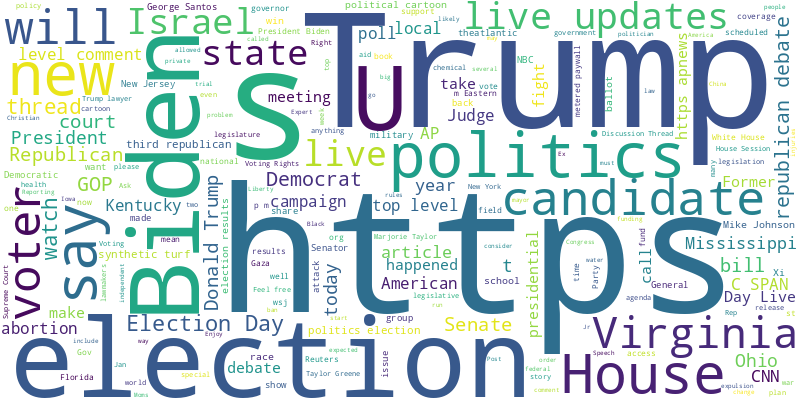 policy
George Santos
governor
political cartoon
support
likely
people
will
Israel
Trump
live updates
win
President Biden
Right
called
poll
local
theatlantic
politician
government
America
coverage
scheduled
private
allowed
aid
book
top
big
go
chemical
several
vote
NBC
new
level comment
state
U
take
m Eastern
back
fight
metered paywall
ballot
law
https apnews
republican debate
New Jersey
Trump lawyer
cartoon
Christian
trial
even
Expert
week
thread
court
meeting
legislature
problem
anything
military
AP
Judge
Discussion Thread
White House
House Session
legislation
China
President
third republican
Voting Rights
Ex
must
many
Republican
Biden
s
live
politics
Democratic
want
please
national
health
Reporting
Ask
Iowa
now
GOP
Democrat
candidate
Former
Liberty
rules
New York
year
campaign
top level
field
mayor
one
Kentucky
two
made
mean
p m
share
Black
https
funding
Mike Johnson
voter
say
Watch
Voting
synthetic turf
Donald Trump
election results
results
org
Senator
Gaza
Marjorie Taylor
article
happened
t
consider
Congress
water
time
Party
call
fund
Mississippi
bill
Xi
C SPAN
General
agenda
Day Live
release
Rep
st
Supreme Court
lawmakers
independent
attack
today
well
Feel free
wsj
American
school
legislative
presidential
make
abortion
Election Day
group
ban
start
run
politics election
Senate
Jr
Virginia
election
include
Gov
way
Enjoy
race
debate
Reuters
expected
issue
Post
order
federal
story
Speech
access
House
Ohio
CNN
Florida
Jan
world
Moms
special
show
Taylor Greene
comment
expulsion
change
war
plan